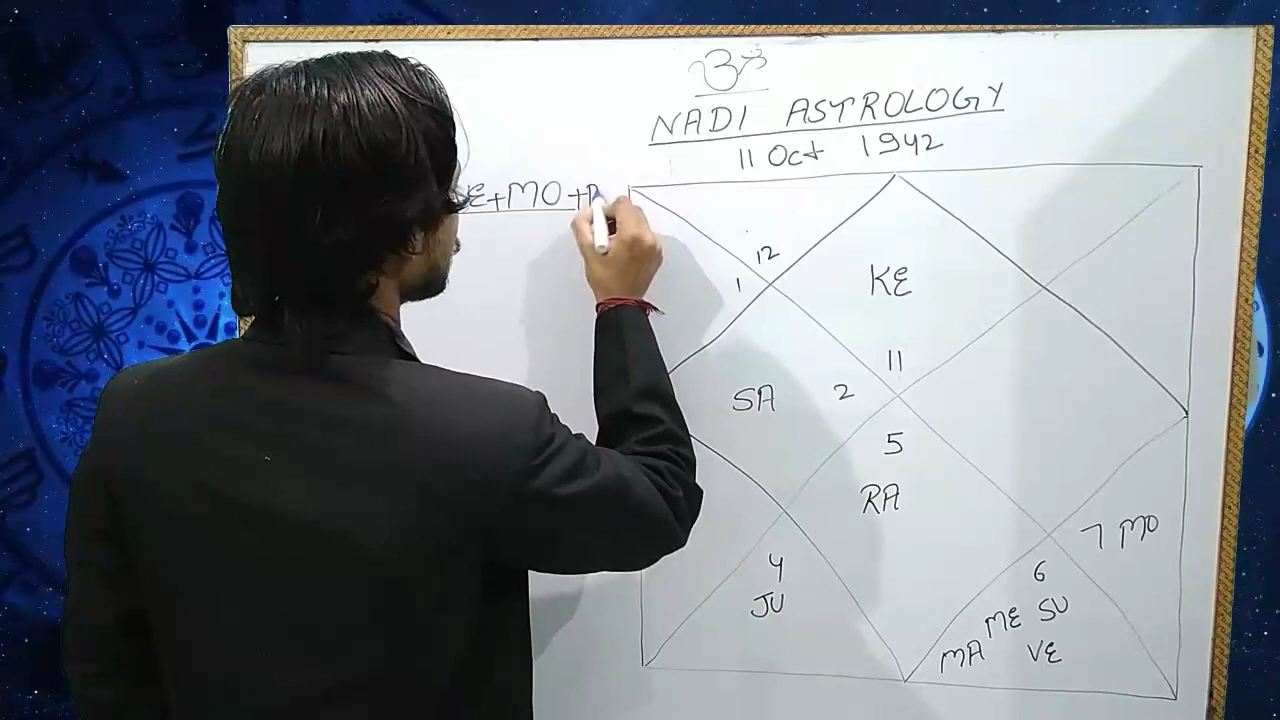 ॐ
NADI ASTROLOGY
11 Oct 1942
E+MO+
12
1
KE
11
SA
2
5
RA
7 MO
4
JU
6
ME SU
MA VE